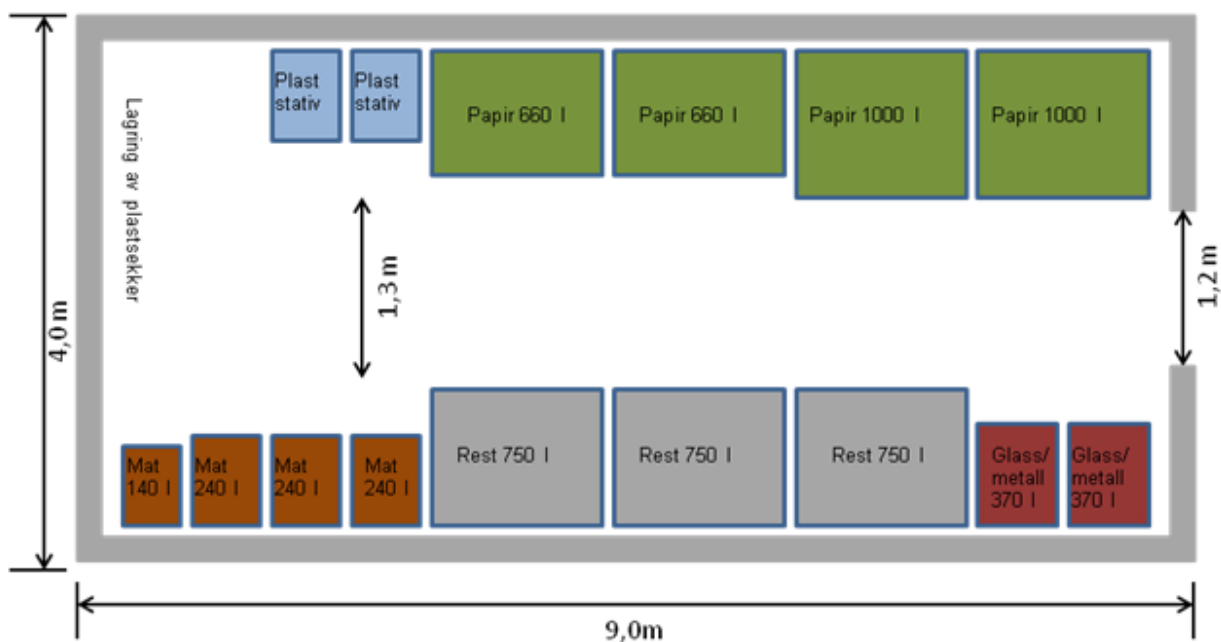 Plast
stativ
Plast
stativ
Papir 660 l
Papir 660 l
Papir 1000 l
Papir 1000 l
Lagring av plastsekker
4,0 m
1,3 m
1,2 m
Mat
140 l
Mat
240 l
Mat
240 l
Mat
240 l
Rest 750 l
Rest 750 l
Rest 750 l
Glass/
metall
370 l
Glass/
metall
370 l
9,0m